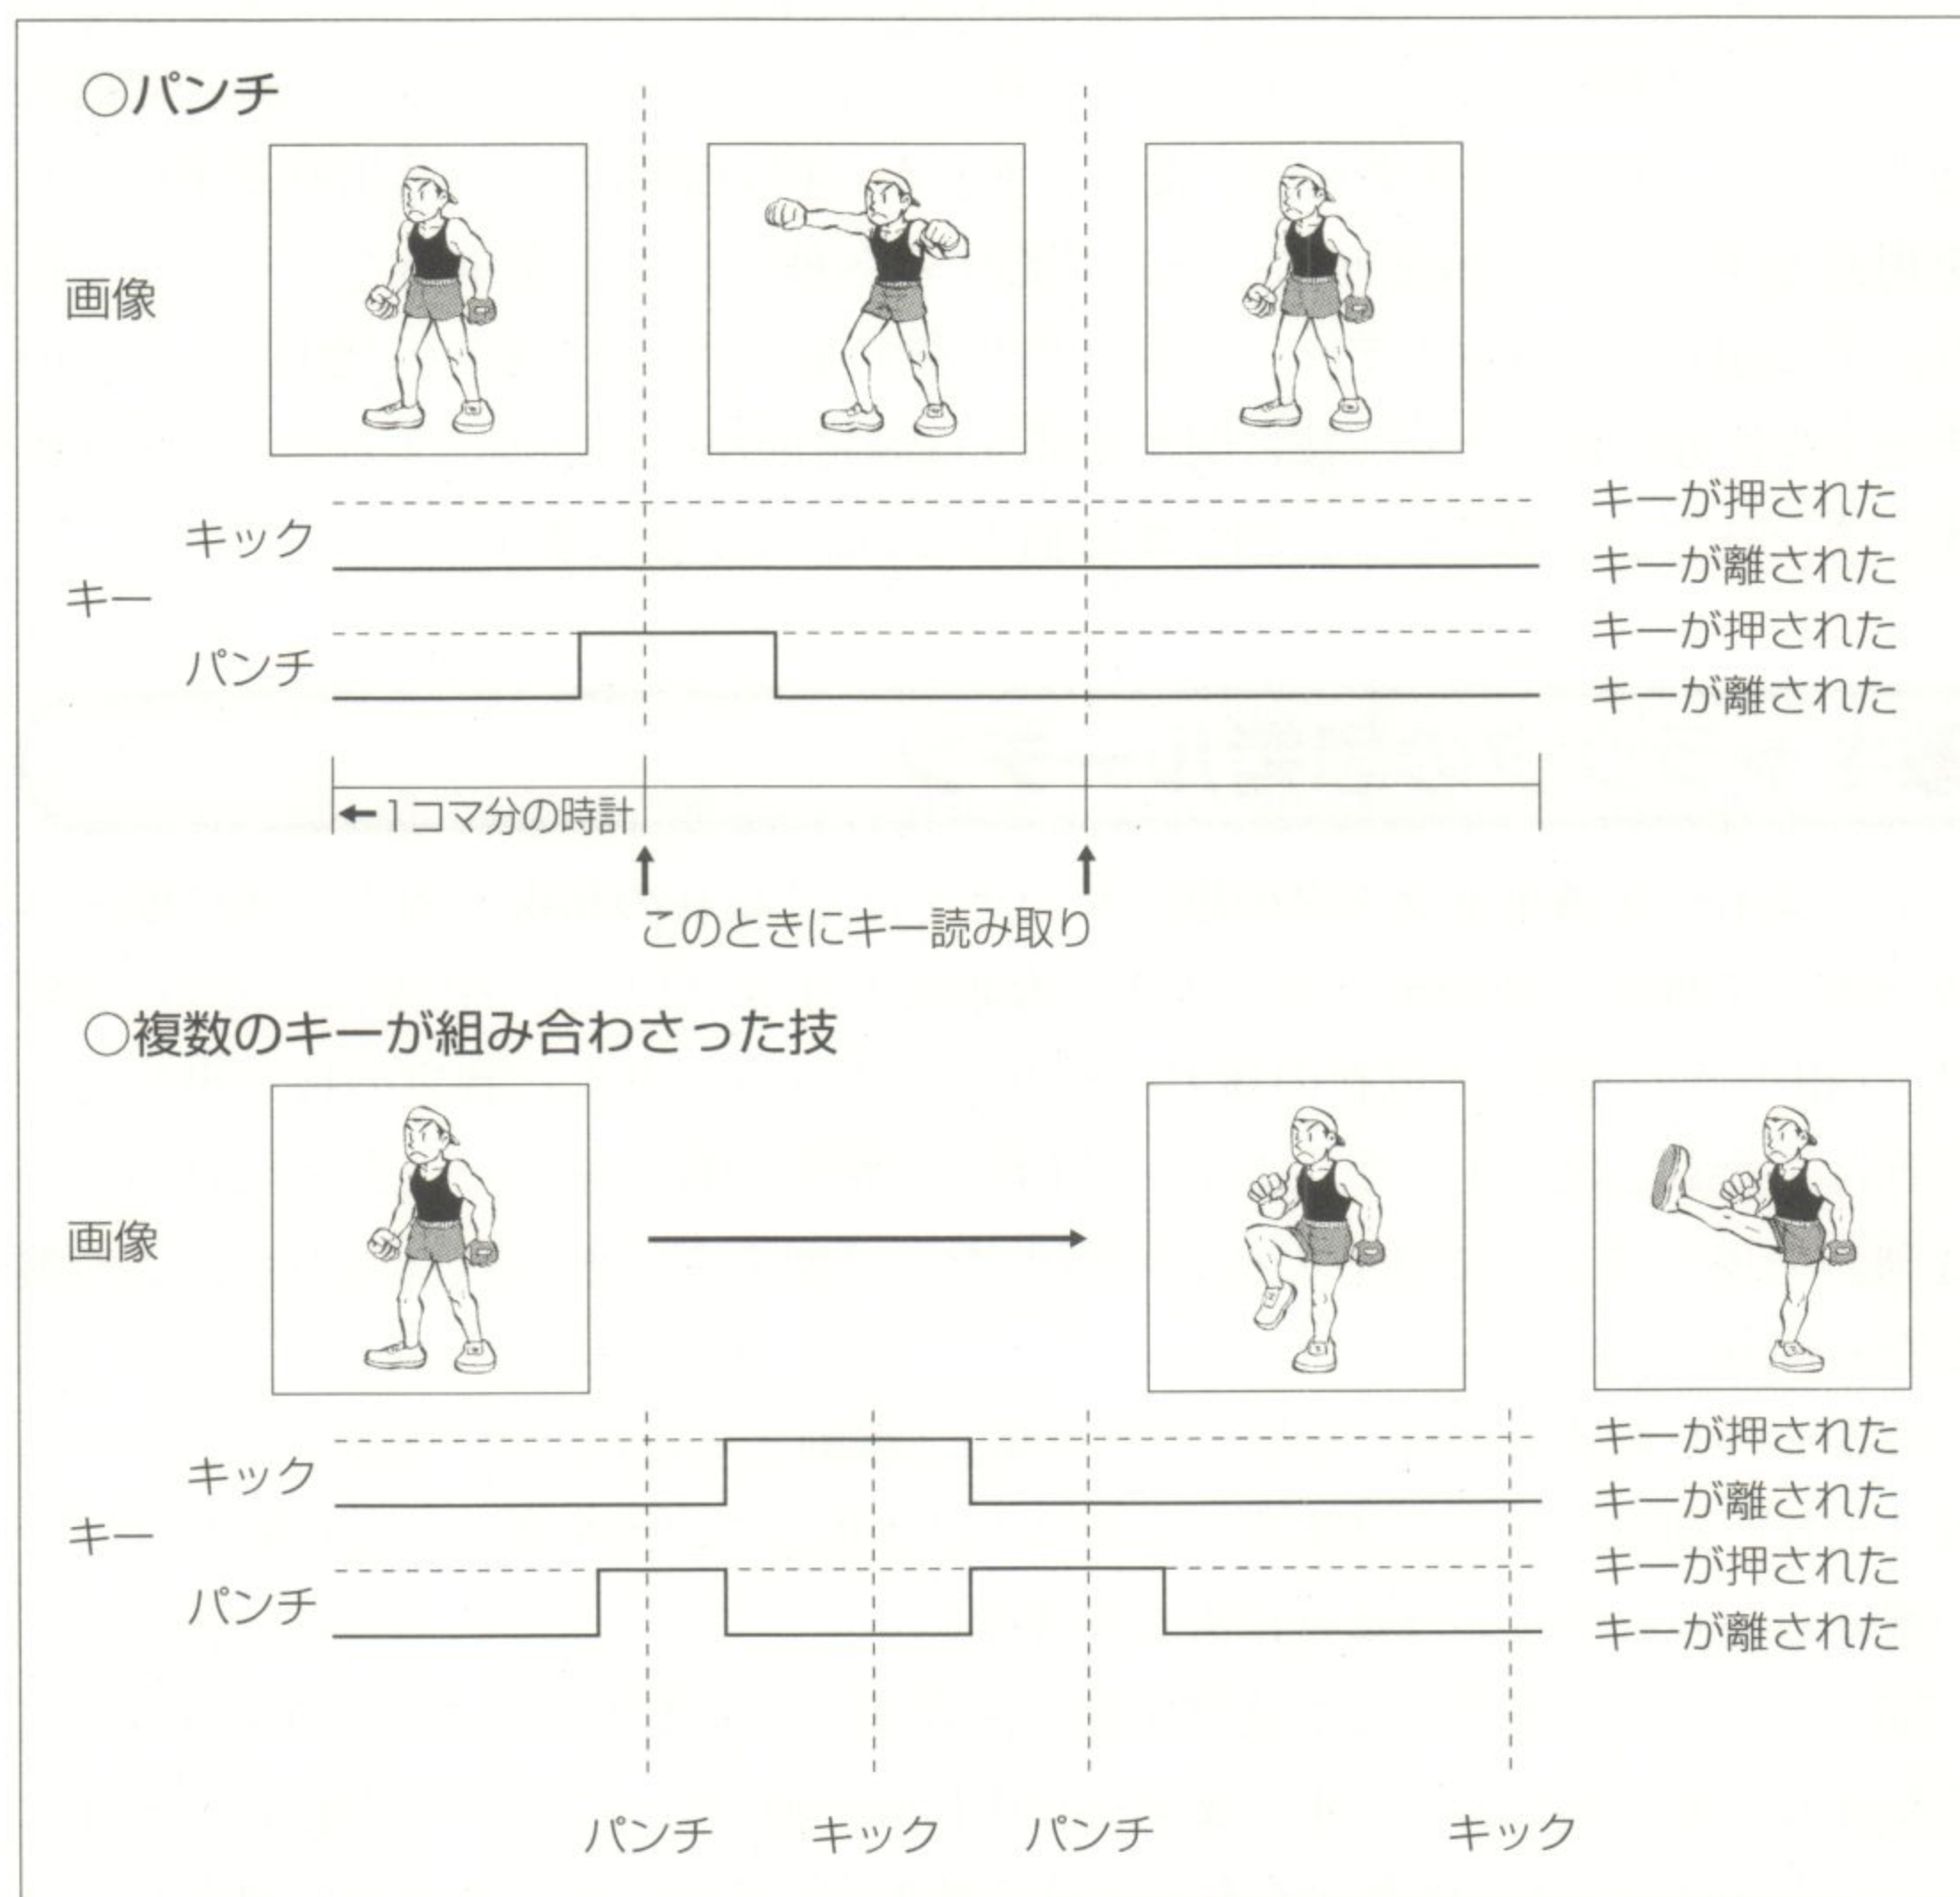 ○パンチ
画像
キック
キーが押された
キーが離された
キー
パンチ
キーが押された
キーが離された
←1コマ分の時計
このときにキー読み取り
○複数のキーが組み合わさった技
画像
キック
キーが押された
キーが離された
キー
パンチ
キーが押された
キーが離された
パンチ キック パンチ キック